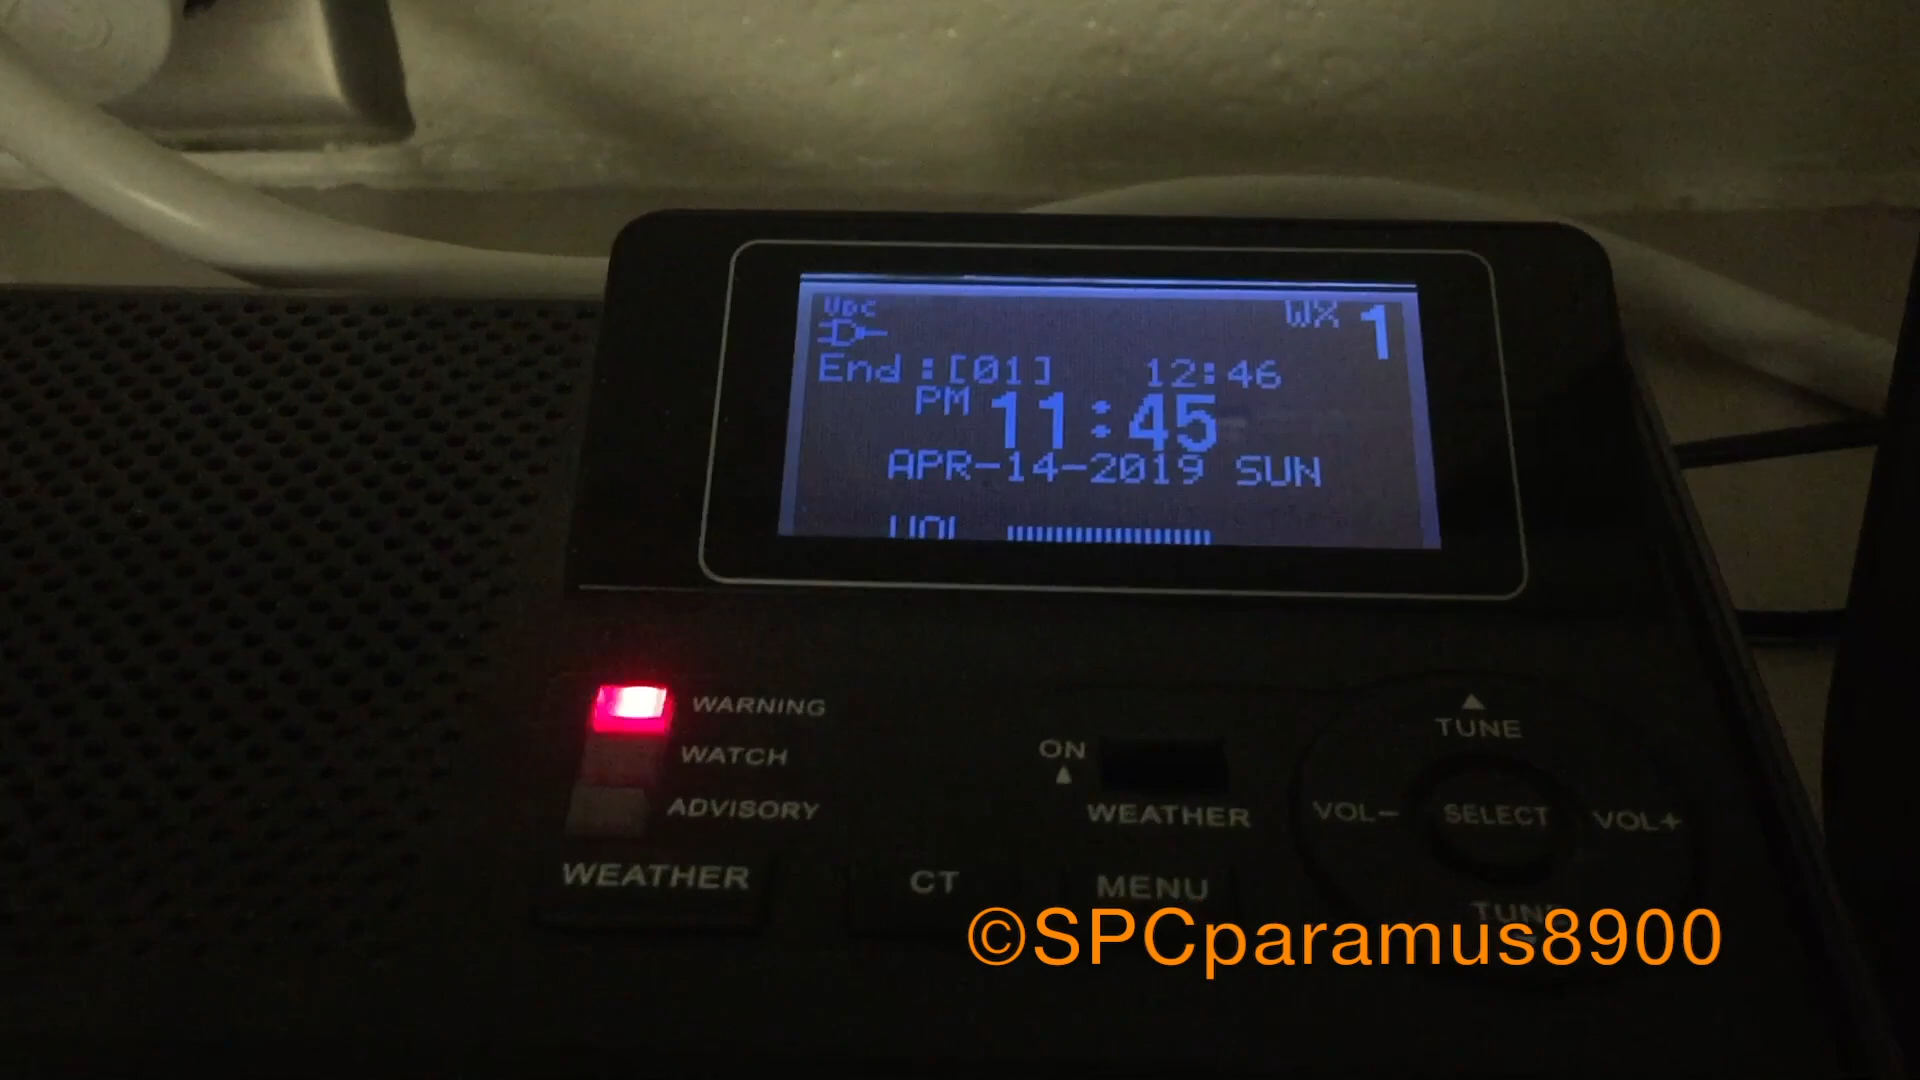 VDC
WX 1
End :[01] 12:46
PM 11:45
APR-14-2019 SUN
VOL
WARNING
WATCH
ADVISORY
ON
WEATHER
TUNE
VOL- SELECT VOL+
TUNE
WEATHER CT MENU
©SPCparamus8900